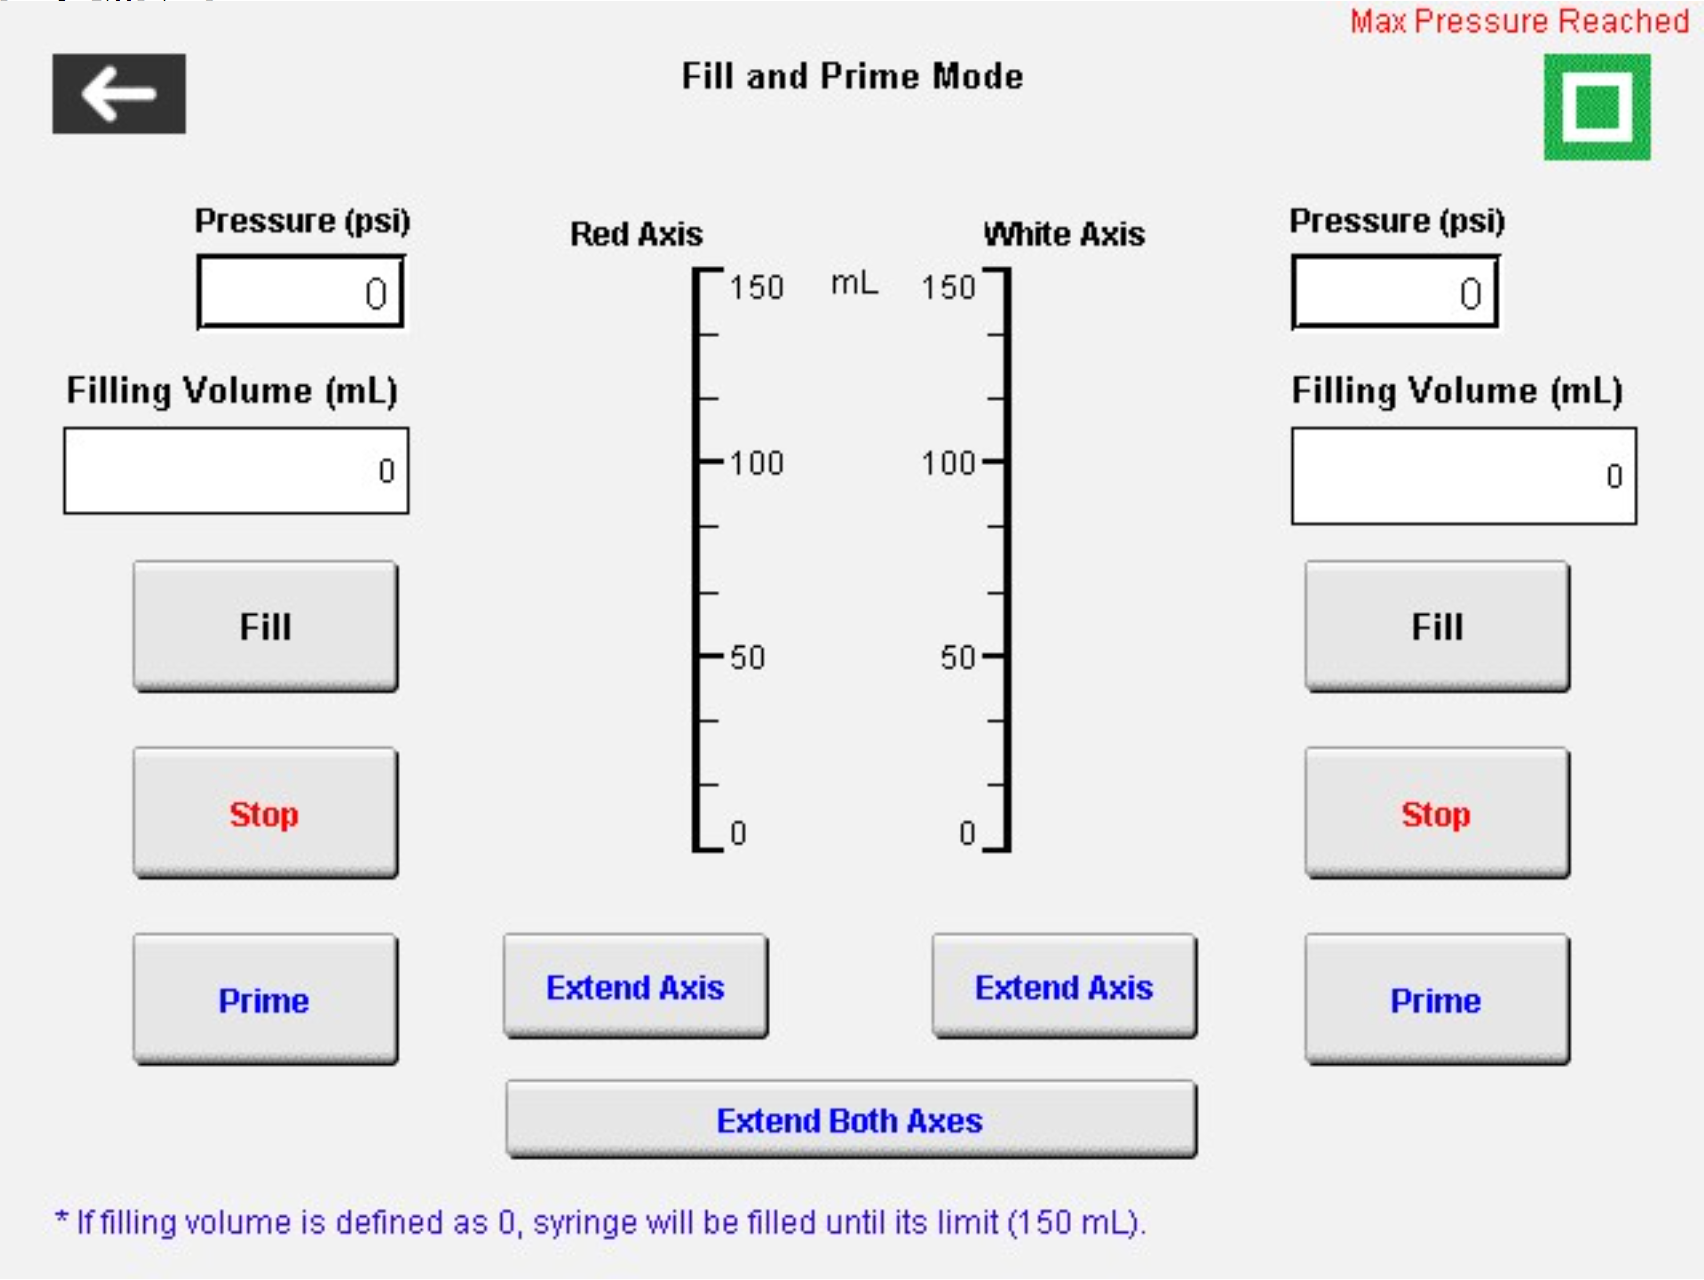 Max Pressure Reached
Fill and Prime Mode
Pressure (psi)
0
Filling Volume (mL)
0
Fill
Stop
Prime
Red Axis
White Axis
150
mL
150
100
100
50
50
0
0
Extend Axis
Extend Axis
Extend Both Axes
Pressure (psi)
0
Filling Volume (mL)
0
Fill
Stop
Prime
* If filling volume is defined as 0, syringe will be filled until its limit (150 mL).